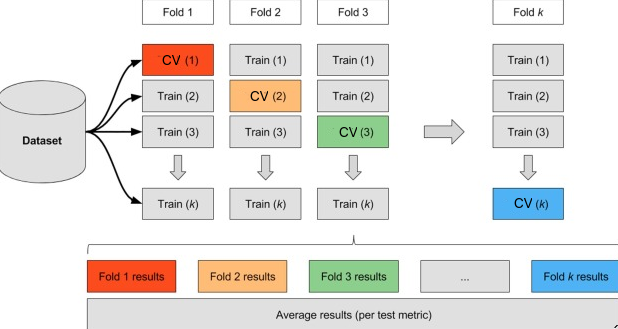 Fold 1 Fold 2 Fold 3 Fold k
CV (1) Train (1) Train (1) Train (1)
Train (2) CV (2) Train (2) Train (2)
Dataset
Train (3) Train (3) CV (3) Train (3)
Train (k) Train (k) Train (k) CV (k)
Fold 1 results Fold 2 results Fold 3 results ... Fold k results
Average results (per test metric)